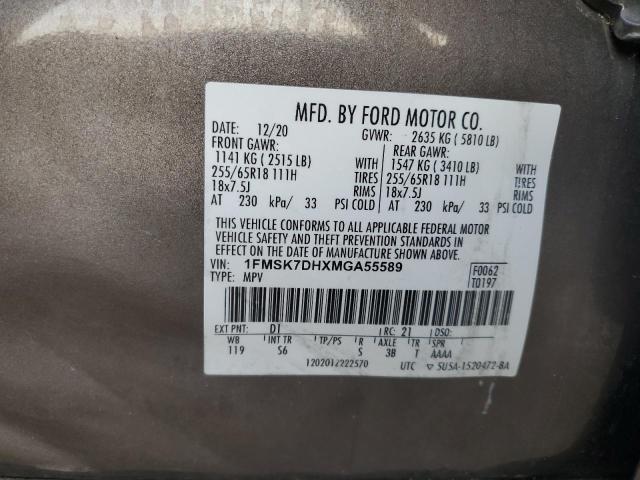 MFD. BY FORD MOTOR CO.
DATE: 12/20 GVWR: 2635 KG ( 5810 LB)
FRONT GAWR: REAR GAWR:
1141 KG ( 2515 LB) WITH 1547 KG ( 3410 LB) WITH
255/65R18 111H TIRES 255/65R18 111H TIRES
18x7.5J RIMS 18x7.5J RIMS
AT 230 kPa/ 33 PSI COLD AT 230 kPa/ 33 PSI COLD
THIS VEHICLE CONFORMS TO ALL APPLICABLE FEDERAL MOTOR
VEHICLE SAFETY AND THEFT PREVENTION STANDARDS IN
EFFECT ON THE DATE OF MANUFACTURE SHOWN ABOVE.
VIN: 1FMSK7DHXMGA55589 F0062
TYPE: MPV T0197
EXT PNT: DI RC: 21 DSO:
WB INT TR TP/PS R AXLE TR SPR
119 S6 S 3B T AAAA
UTC 5U5A-1520472-BA